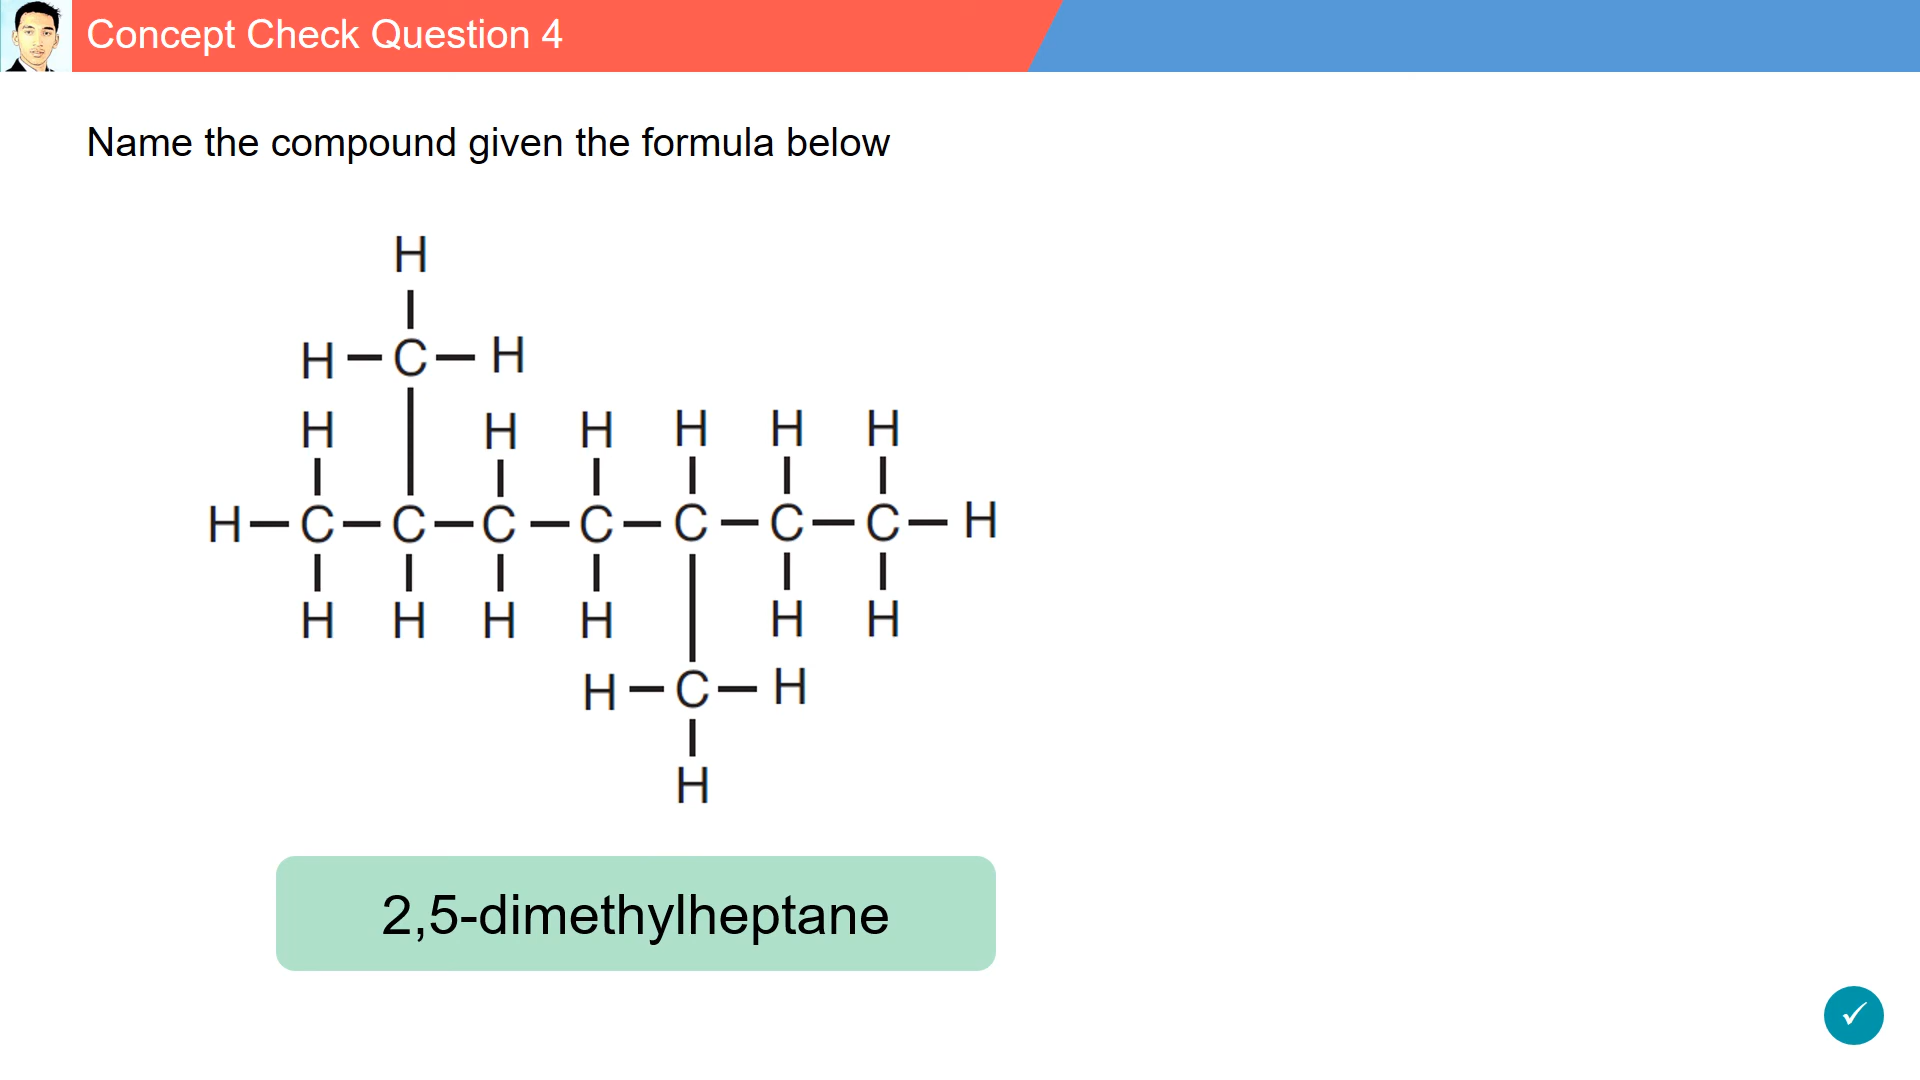 Concept Check Question 4
Name the compound given the formula below
H
H C H
H H H H H H
H C C C C C C C H
H H H H H H
H C H
H
2,5-dimethylheptane